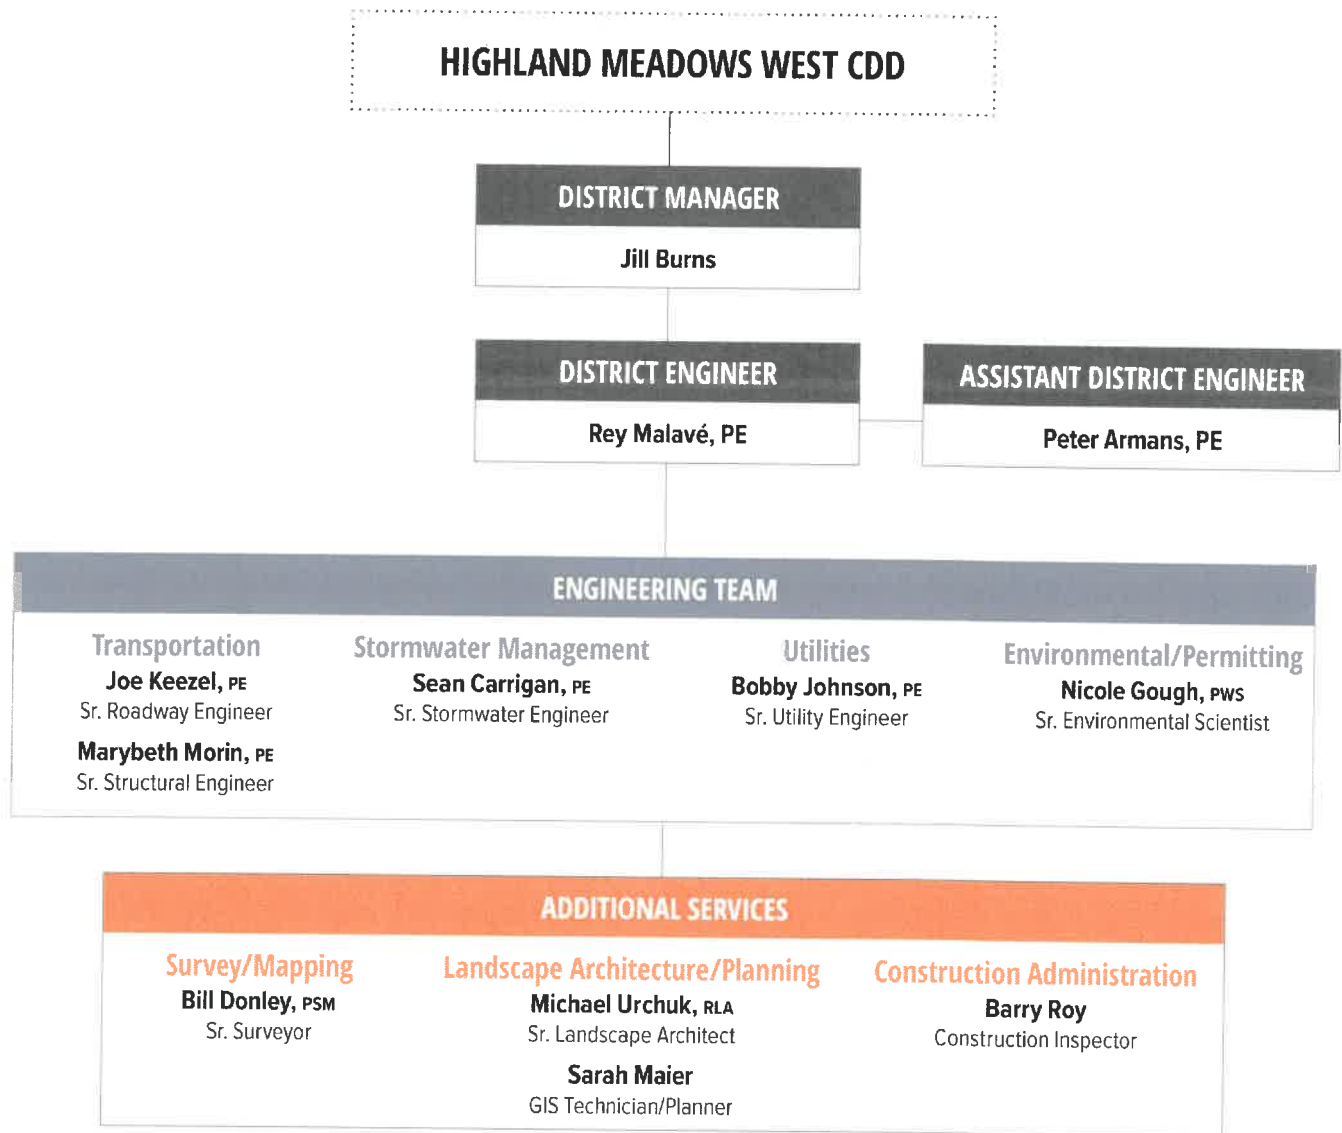 HIGHLAND MEADOWS WEST CDD
DISTRICT MANAGER
Jill Burns
DISTRICT ENGINEER
Rey Malavé, PE
ASSISTANT DISTRICT ENGINEER
Peter Armans, PE
ENGINEERING TEAM
Transportation
Joe Keezel, PE
Sr. Roadway Engineer
Marybeth Morin, PE
Sr. Structural Engineer
Stormwater Management
Sean Carrigan, PE
Sr. Stormwater Engineer
Utilities
Bobby Johnson, PE
Sr. Utility Engineer
Environmental/Permitting
Nicole Gough, PWS
Sr. Environmental Scientist
ADDITIONAL SERVICES
Survey/Mapping
Bill Donley, PSM
Sr. Surveyor
Landscape Architecture/Planning
Michael Urchuk, RLA
Sr. Landscape Architect
Sarah Maier
GIS Technician/Planner
Construction Administration
Barry Roy
Construction Inspector